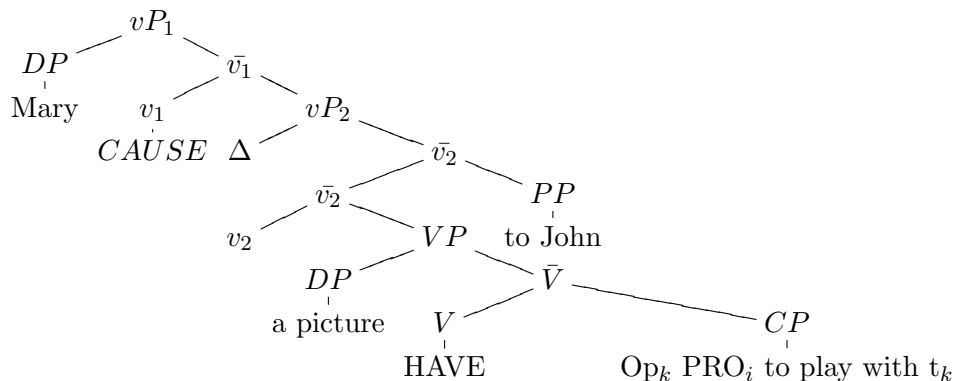 vP₁
DP v̄₁
Mary v₁ vP₂
CAUSE Δ v̄₂
v̄₂ PP
v₂ VP to John
DP V̄
a picture V CP
HAVE Opₖ PROᵢ to play with tₖ